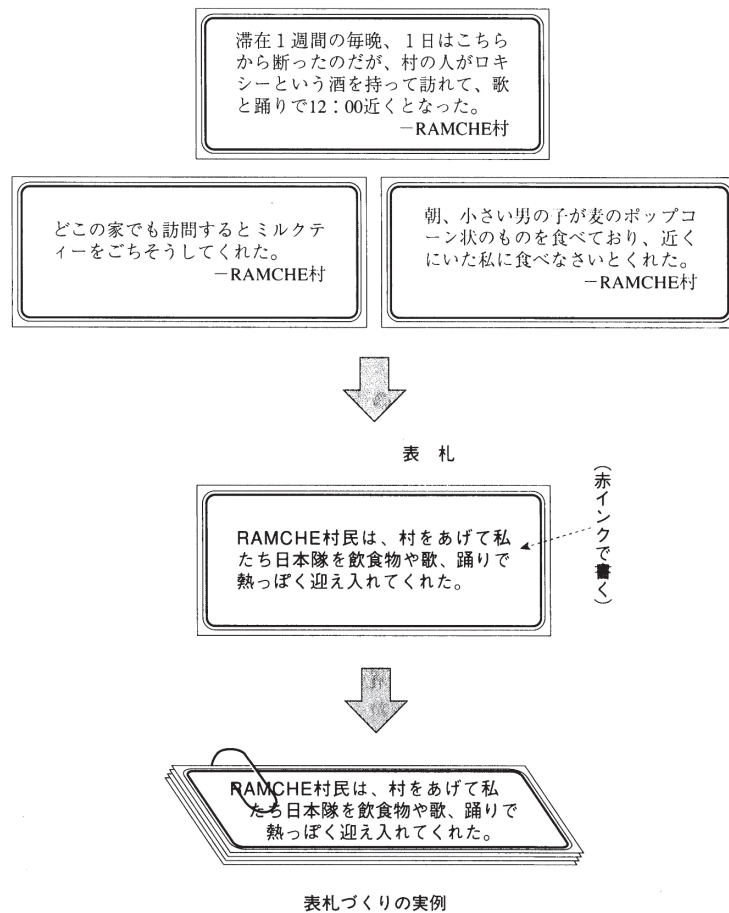 滞在1週間の毎晩、1日はこちら
から断ったのだが、村の人がロキ
シーという酒を持って訪れて、歌
と踊りで12：00近くとなった。
－RAMCHE村
どこの家でも訪問するとミルクテ
ィーをごちそうしてくれた。
－RAMCHE村
朝、小さい男の子が麦のポップコ
ーン状のものを食べており、近く
にいた私に食べなさいとくれた。
－RAMCHE村
表 札
RAMCHE村民は、村をあげて私
たち日本隊を飲食物や歌、踊りで
熱っぽく迎え入れてくれた。
（赤インクで書く）
RAMCHE村民は、村をあげて私
たち日本隊を飲食物や歌、踊りで
熱っぽく迎え入れてくれた。
表札づくりの実例